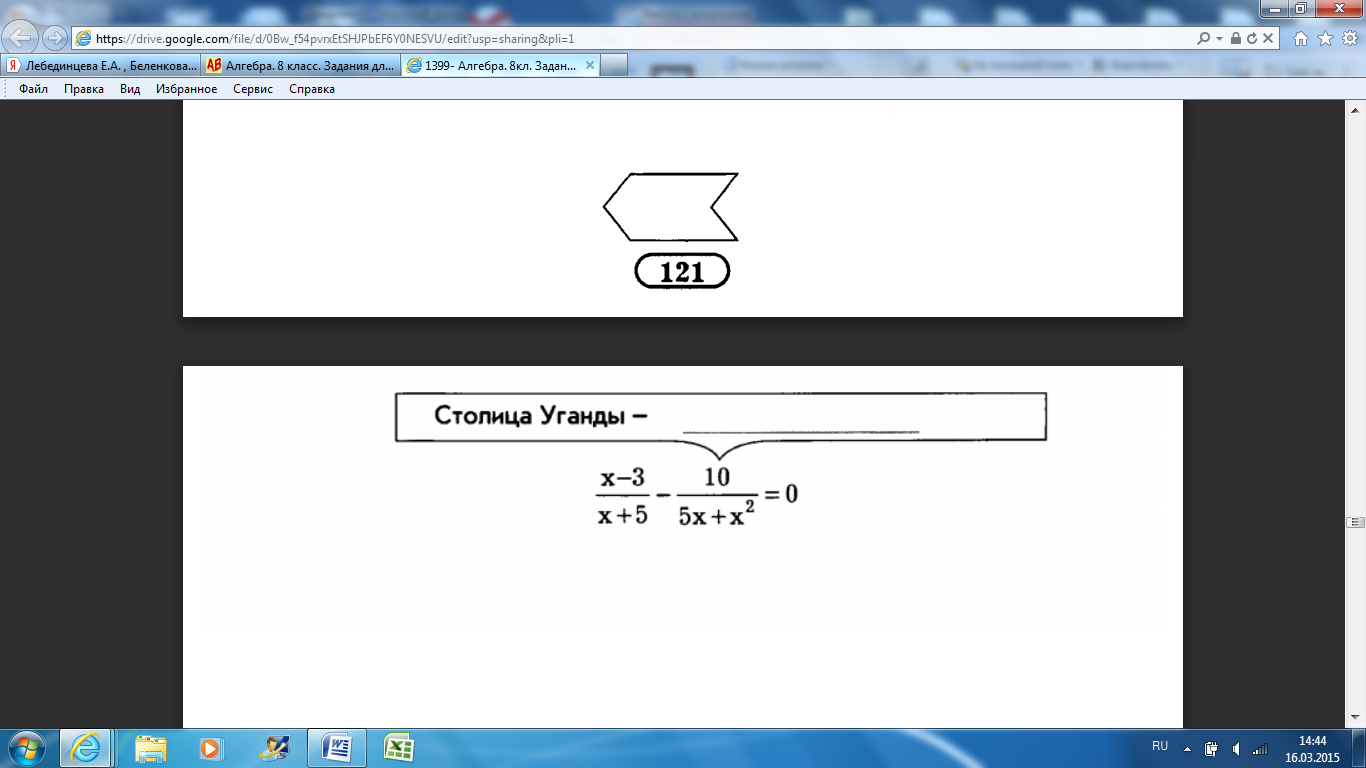 https://drive.google.com/file/d/0Bw_f54pvrxEtSHJPbEF6Y0NESVU/edit?usp=sharing&pli=1
Лебединцева Е.А. , Беленкова... Алгебра. 8 класс. Задания дл... 1399- Алгебра. 8кл. Задан...
Файл Правка Вид Избранное Сервис Справка
121
Столица Уганды –
x–3 / x+5 – 10 / 5x+x² = 0
RU 14:44
16.03.2015